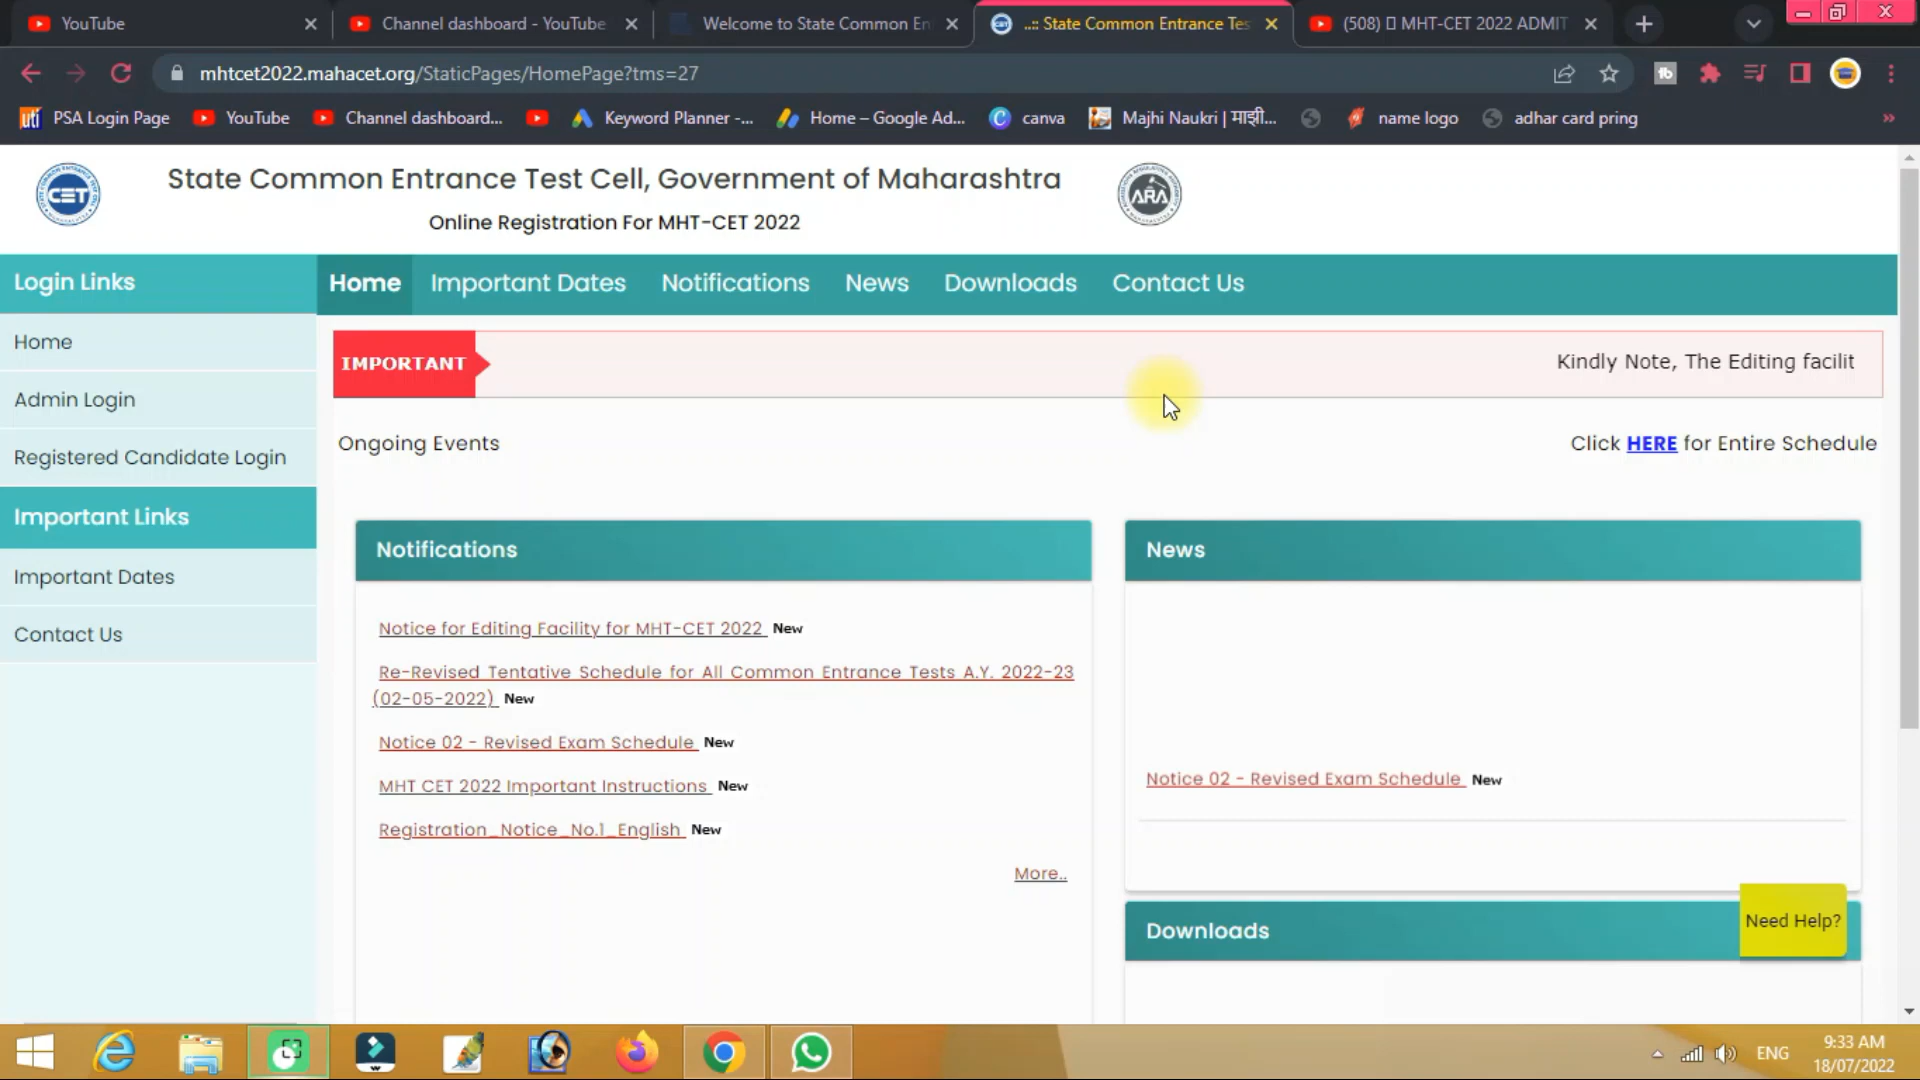 YouTube
Channel dashboard - YouTube
Welcome to State Common En
..:: State Common Entrance Tes
(508) MHT-CET 2022 ADMIT
mhtcet2022.mahacet.org/StaticPages/HomePage?tms=27
uti PSA Login Page
YouTube
Channel dashboard...
Keyword Planner -...
Home – Google Ad...
canva
Majhi Naukri | माझी...
name logo
adhar card pring
CET
State Common Entrance Test Cell, Government of Maharashtra
ARA
Online Registration For MHT-CET 2022
Login Links
Home Important Dates Notifications News Downloads Contact Us
Home
IMPORTANT
Kindly Note, The Editing facilit
Admin Login
Registered Candidate Login
Ongoing Events
Click HERE for Entire Schedule
Important Links
Important Dates
Contact Us
Notifications
Notice for Editing Facility for MHT-CET 2022 New
Re-Revised Tentative Schedule for All Common Entrance Tests A.Y. 2022-23
(02-05-2022) New
Notice 02 - Revised Exam Schedule New
MHT CET 2022 Important Instructions New
Registration_Notice_No.1_English New
More..
News
Notice 02 - Revised Exam Schedule New
Downloads
Need Help?
ENG
9:33 AM
18/07/2022